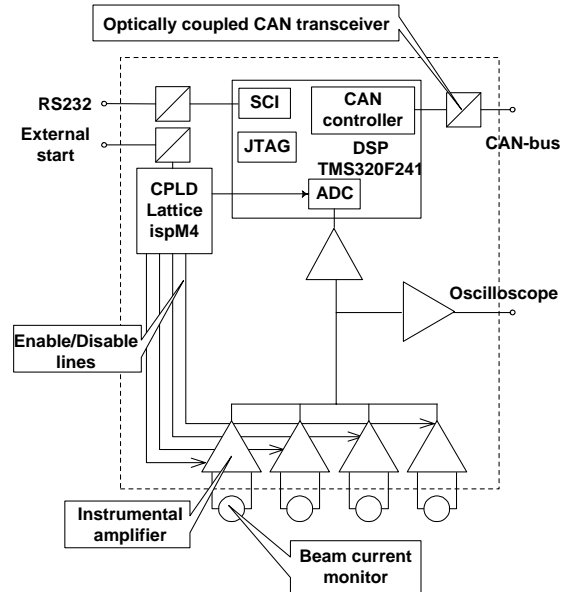 Optically coupled CAN transceiver
RS232
SCI
CAN
controller
External
start
CAN-bus
JTAG
DSP
TMS320F241
CPLD
Lattice
ispM4
ADC
Oscilloscope
Enable/Disable
lines
Instrumental
amplifier
Beam current
monitor